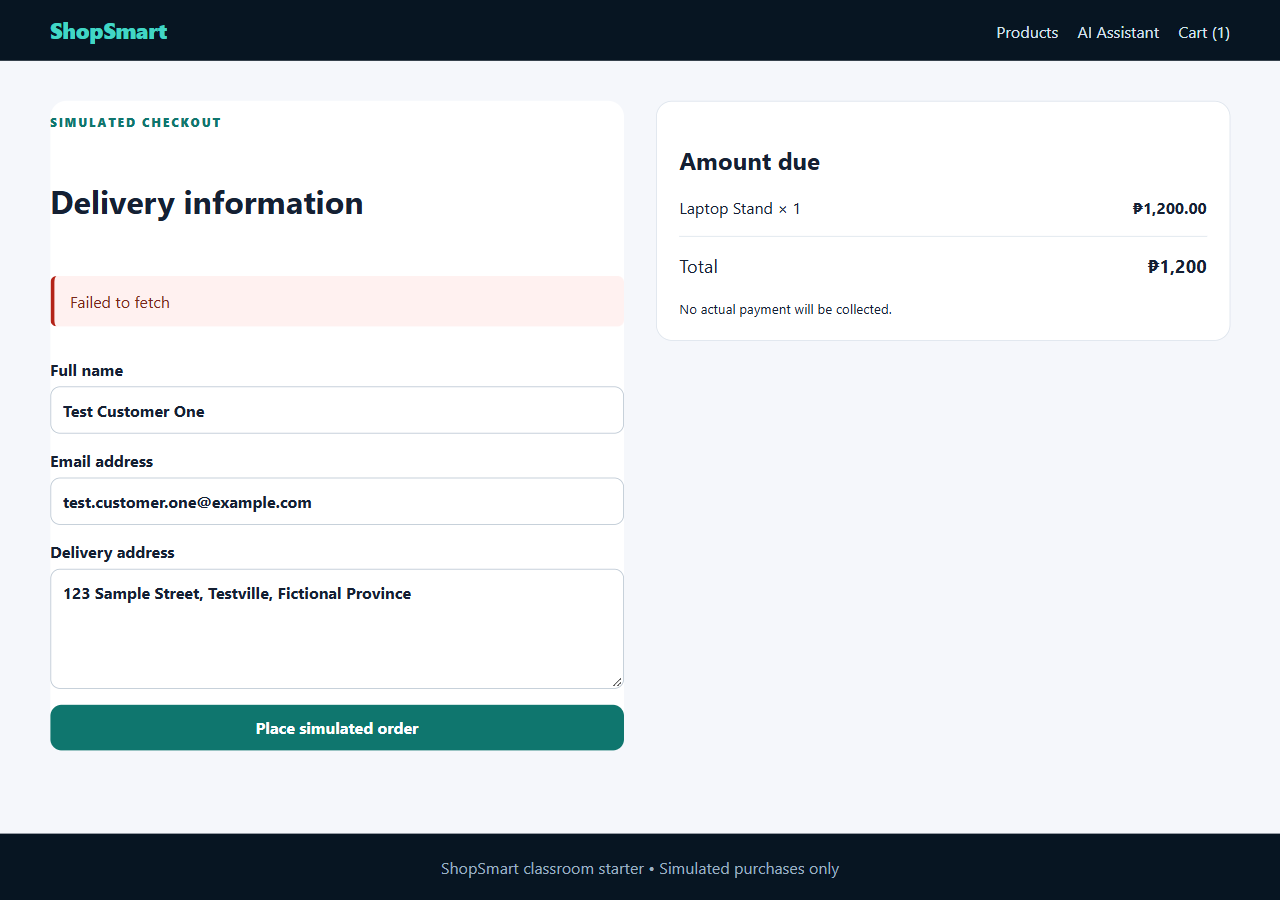 ShopSmart
Products AI Assistant Cart (1)
SIMULATED CHECKOUT
Delivery information
Failed to fetch
Full name
Test Customer One
Email address
test.customer.one@example.com
Delivery address
123 Sample Street, Testville, Fictional Province
Place simulated order
Amount due
Laptop Stand × 1 ₱1,200.00
Total ₱1,200
No actual payment will be collected.
ShopSmart classroom starter • Simulated purchases only